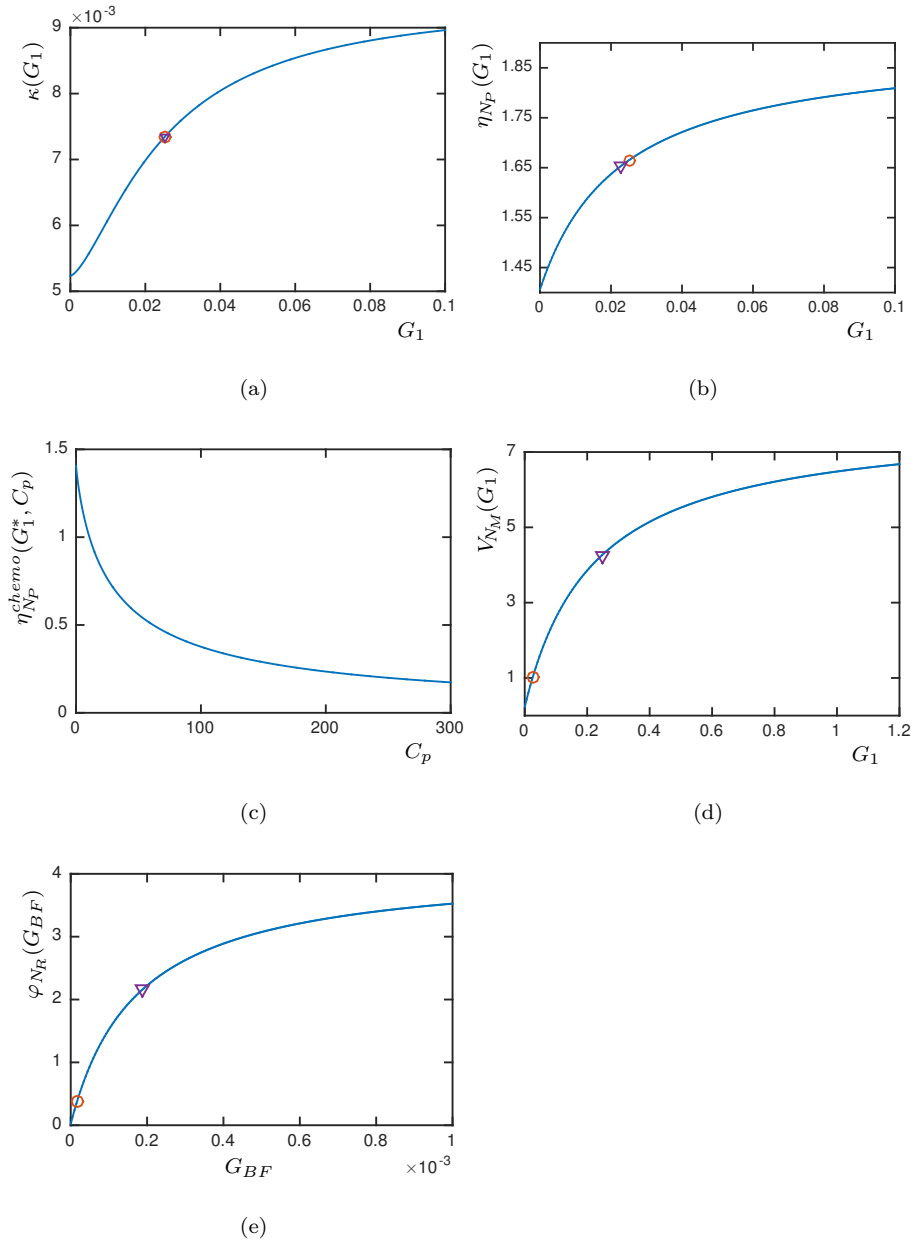 ×10⁻³
9
8
7
6
5
κ(G₁)
0 0.02 0.04 0.06 0.08 0.1
G₁
(a)
1.85
1.75
1.65
1.55
1.45
η_{N_P}(G₁)
0 0.02 0.04 0.06 0.08 0.1
G₁
(b)
1.5
1
0.5
0
η_{N_P}^{chemo}(G₁*, C_p)
0 100 200 300
C_p
(c)
7
5
3
1
V_{N_M}(G₁)
0 0.2 0.4 0.6 0.8 1 1.2
G₁
(d)
4
3
2
1
0
φ_{N_R}(G_{BF})
0 0.2 0.4 0.6 0.8 1
G_{BF} ×10⁻³
(e)